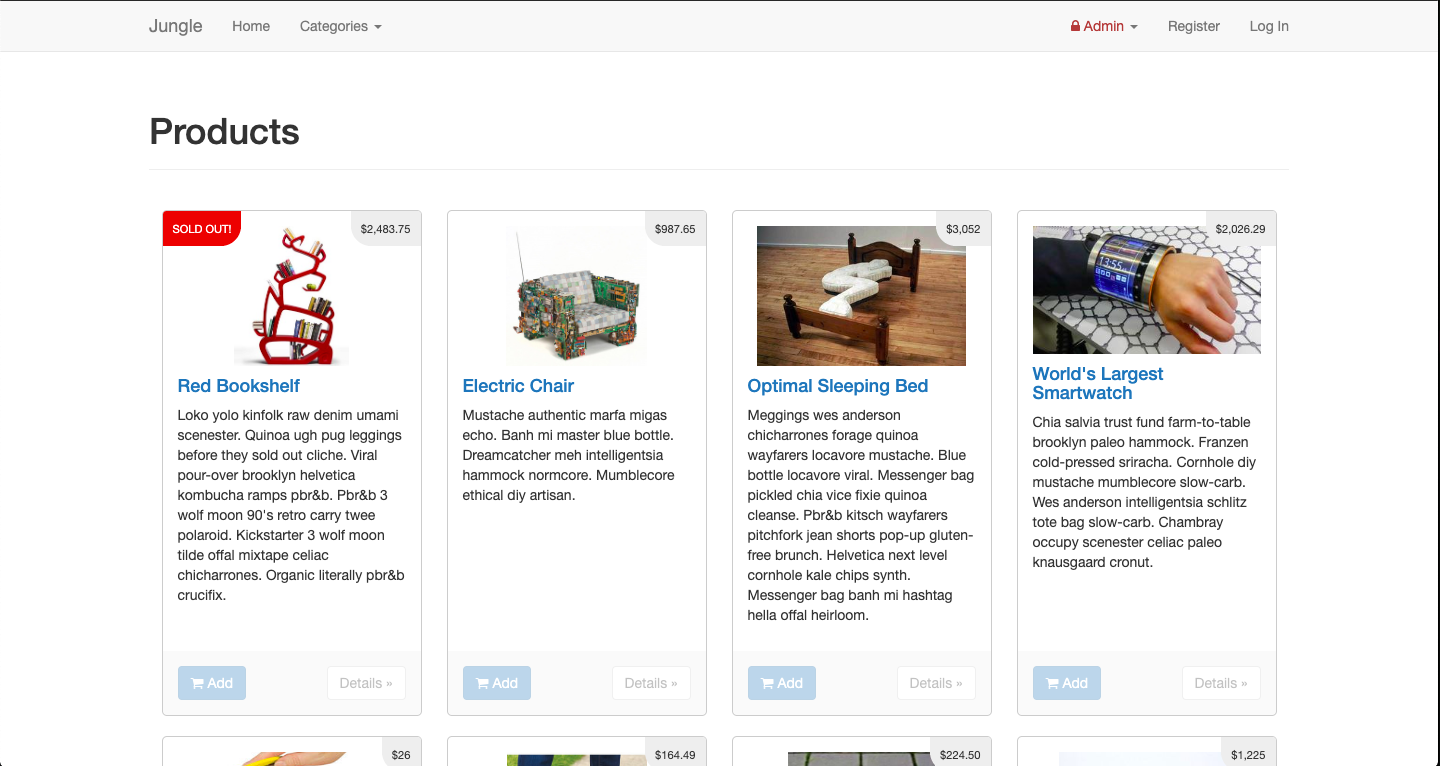 Jungle Home Categories Admin Register Log In
Products
SOLD OUT! $2,483.75
Red Bookshelf
Loko yolo kinfolk raw denim umami
scenester. Quinoa ugh pug leggings
before they sold out cliche. Viral
pour-over brooklyn helvetica
kombucha ramps pbr&b. Pbr&b 3
wolf moon 90's retro carry twee
polaroid. Kickstarter 3 wolf moon
tilde offal mixtape celiac
chicharrones. Organic literally pbr&b
crucifix.
Add Details »
$987.65
Electric Chair
Mustache authentic marfa migas
echo. Banh mi master blue bottle.
Dreamcatcher meh intelligentsia
hammock normcore. Mumblecore
ethical diy artisan.
Add Details »
$3,052
Optimal Sleeping Bed
Meggings wes anderson
chicharrones forage quinoa
wayfarers locavore mustache. Blue
bottle locavore viral. Messenger bag
pickled chia vice fixie quinoa
cleanse. Pbr&b kitsch wayfarers
pitchfork jean shorts pop-up gluten-
free brunch. Helvetica next level
cornhole kale chips synth.
Messenger bag banh mi hashtag
hella offal heirloom.
Add Details »
$2,026.29
13:55
World's Largest
Smartwatch
Chia salvia trust fund farm-to-table
brooklyn paleo hammock. Franzen
cold-pressed sriracha. Cornhole diy
mustache mumblecore slow-carb.
Wes anderson intelligentsia schlitz
tote bag slow-carb. Chambray
occupy scenester celiac paleo
knausgaard cronut.
Add Details »
$26
$164.49
$224.50
$1,225